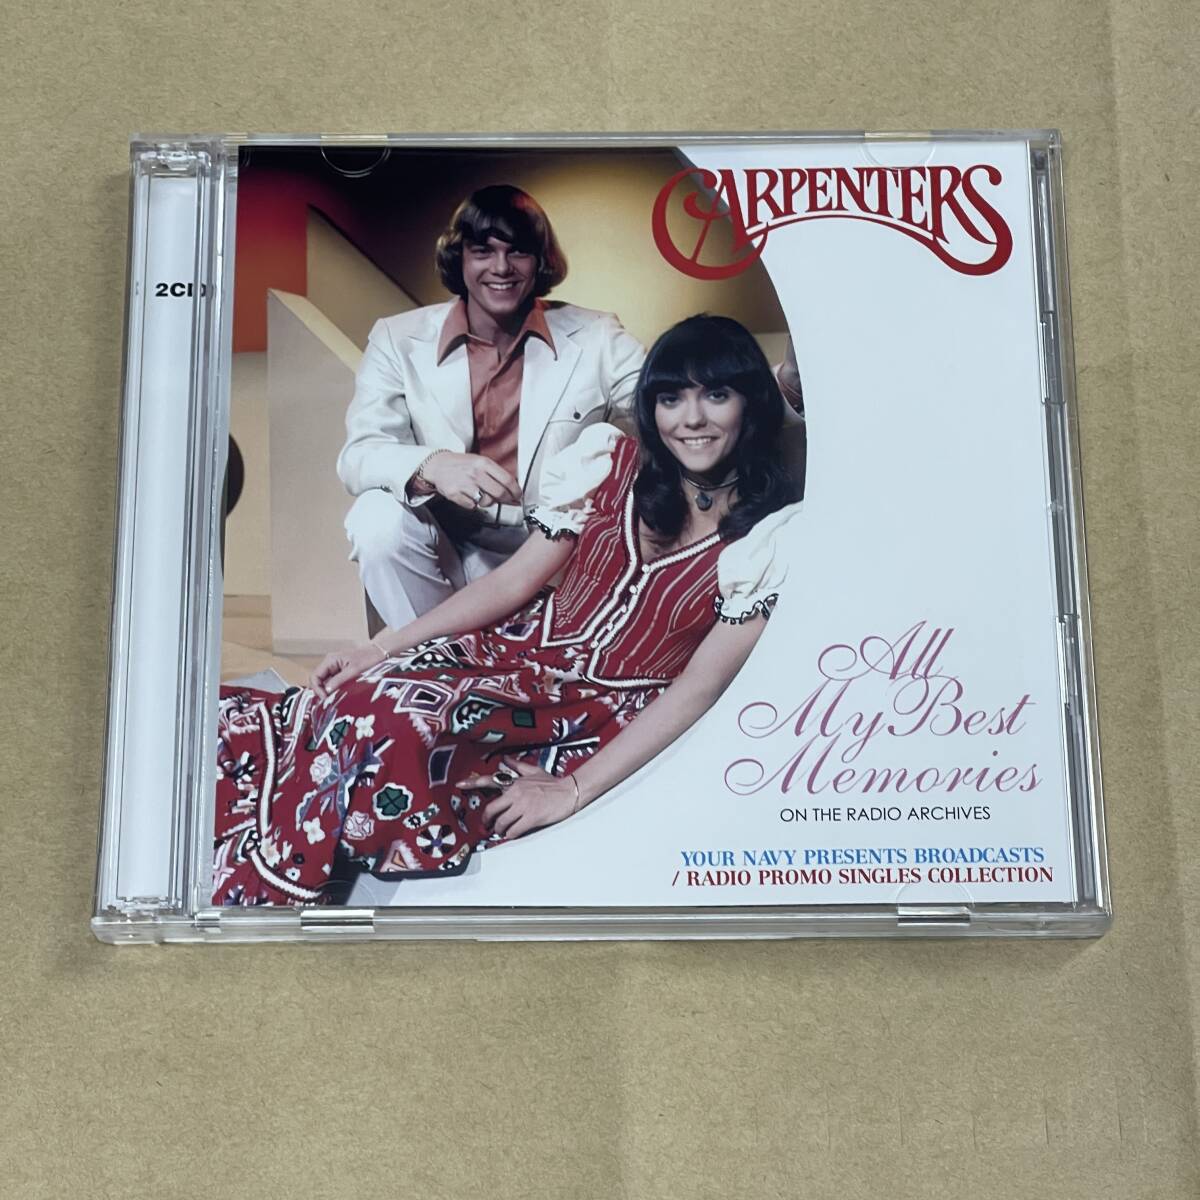 CARPENTERS
2CD
All
My Best
Memories
ON THE RADIO ARCHIVES
YOUR NAVY PRESENTS BROADCASTS
/ RADIO PROMO SINGLES COLLECTION